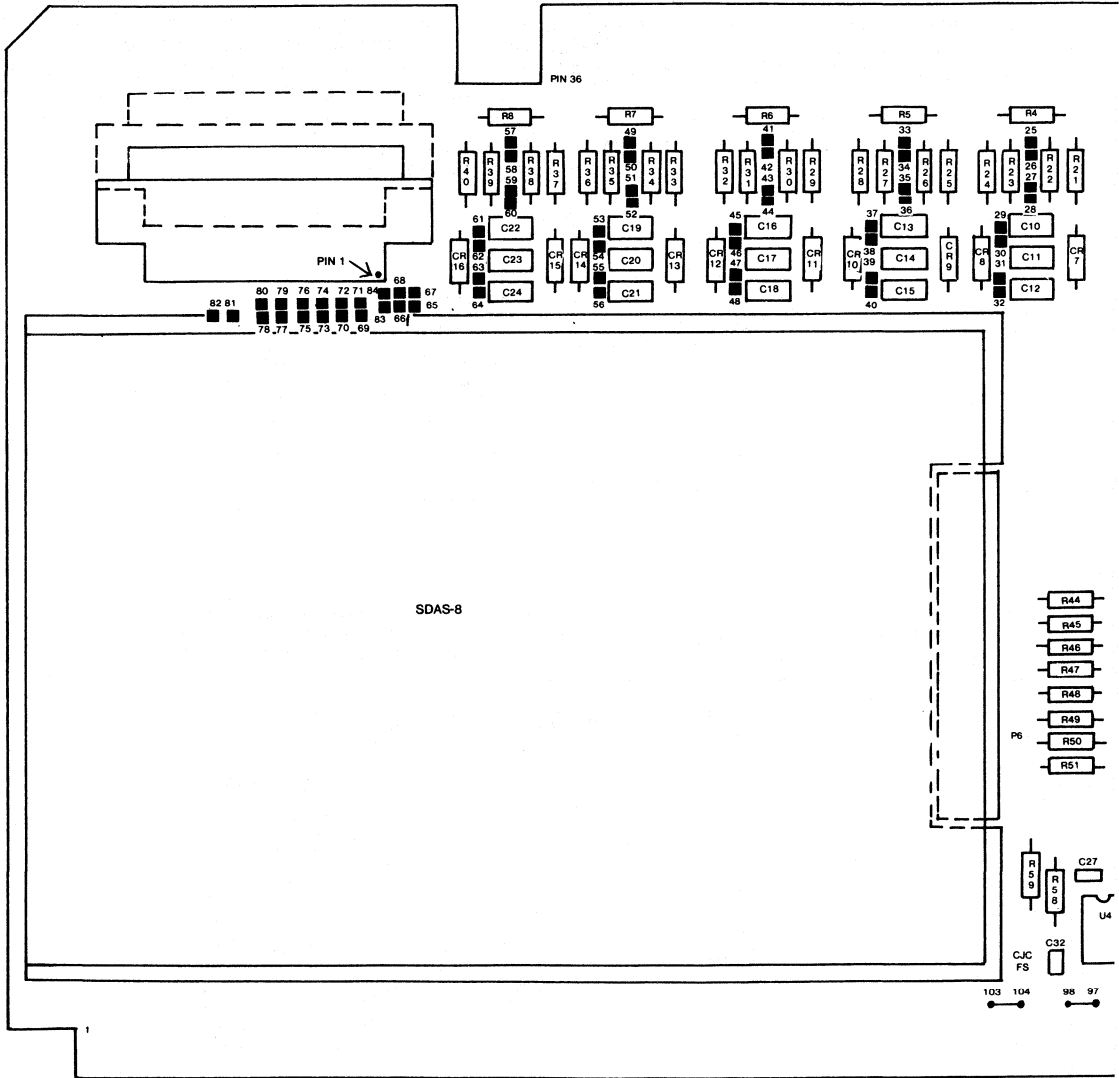 PIN 36
R8 R7 R6 R5 R4
57 49 41 33 25
R40 R39 R38 R37 R36 R35 R34 R33 R32 R31 R30 R29 R28 R27 R26 R25 R24 R23 R22 R21
58 50 42 34 26
59 51 43 35 27
60 52 44 36 28
61 C22 53 C19 45 C16 37 C13 29 C10
CR16 62 C23 CR15 CR14 54 C20 CR13 CR12 46 C17 CR11 CR10 38 C14 CR9 CR8 30 C11 CR7
63 55 47 39 31
C24 C21 C18 C15 C12
64 56 48 40 32
PIN 1
82 81 80 79 76 74 72 71 84 68 67
78 77 75 73 70 69 83 66 65
SDAS-8
R44
R45
R46
R47
R48
R49
P6 R50
R51
R59 R58 C27
U4
CJC FS C32
103 104 98 97
1